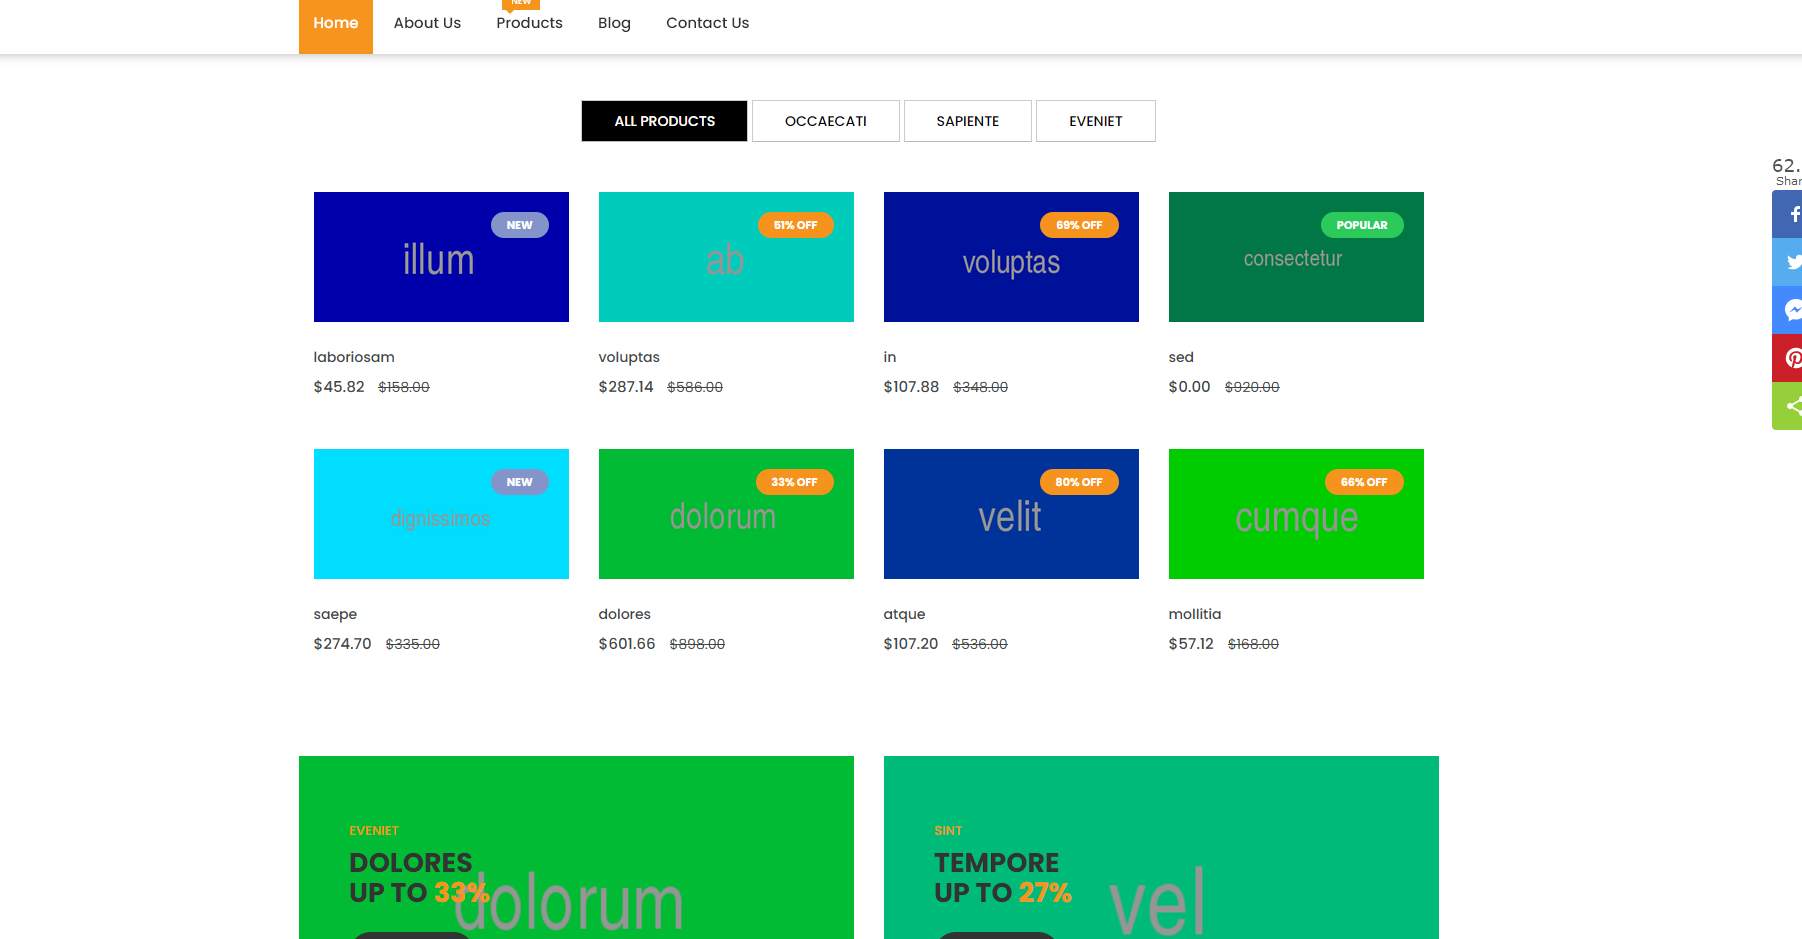 NEW
Home About Us Products Blog Contact Us
ALL PRODUCTS OCCAECATI SAPIENTE EVENIET
62.
Shar
NEW 51% OFF 69% OFF POPULAR
illum ab voluptas consectetur
laboriosam voluptas in sed
$45.82 $158.00 $287.14 $586.00 $107.88 $348.00 $0.00 $920.00
NEW 33% OFF 80% OFF 66% OFF
dignissimos dolorum velit cumque
saepe dolores atque mollitia
$274.70 $335.00 $601.66 $898.00 $107.20 $536.00 $57.12 $168.00
EVENIET
DOLORES
UP TO 33%
dolorum
SINT
TEMPORE
UP TO 27%
vel